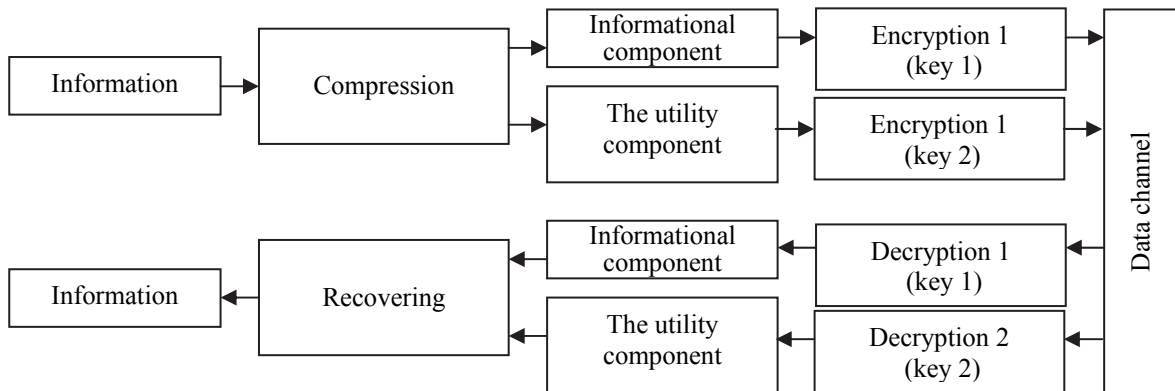 Information
Compression
Informational
component
Encryption 1
(key 1)
The utility
component
Encryption 1
(key 2)
Data channel
Information
Recovering
Informational
component
Decryption 1
(key 1)
The utility
component
Decryption 2
(key 2)